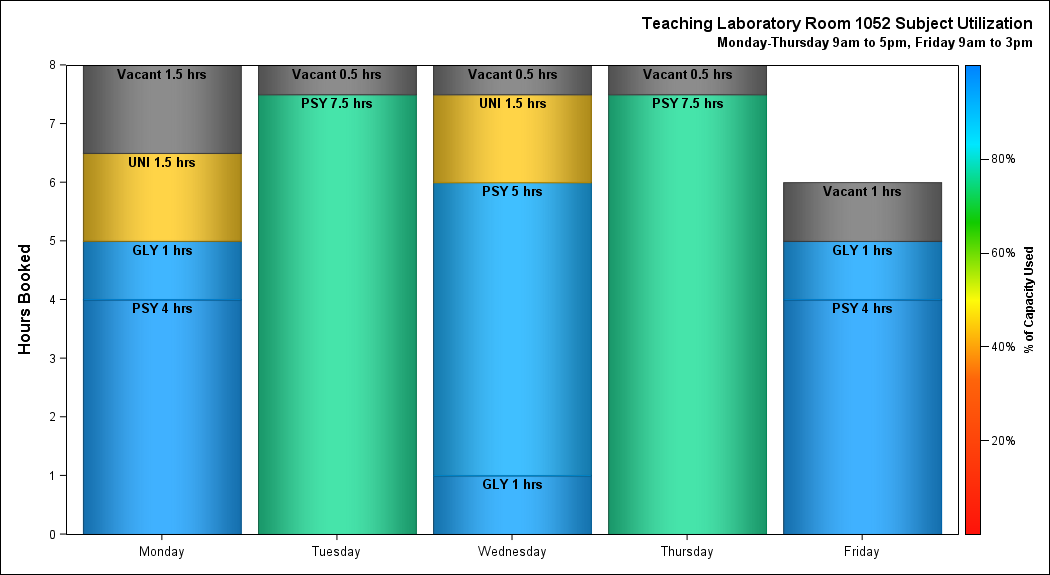 Teaching Laboratory Room 1052 Subject Utilization
Monday-Thursday 9am to 5pm, Friday 9am to 3pm
Hours Booked
8
7
6
5
4
3
2
1
0
Vacant 1.5 hrs
UNI 1.5 hrs
GLY 1 hrs
PSY 4 hrs
Monday
Vacant 0.5 hrs
PSY 7.5 hrs
Tuesday
Vacant 0.5 hrs
UNI 1.5 hrs
PSY 5 hrs
GLY 1 hrs
Wednesday
Vacant 0.5 hrs
PSY 7.5 hrs
Thursday
Vacant 1 hrs
GLY 1 hrs
PSY 4 hrs
Friday
80%
60%
40%
20%
% of Capacity Used